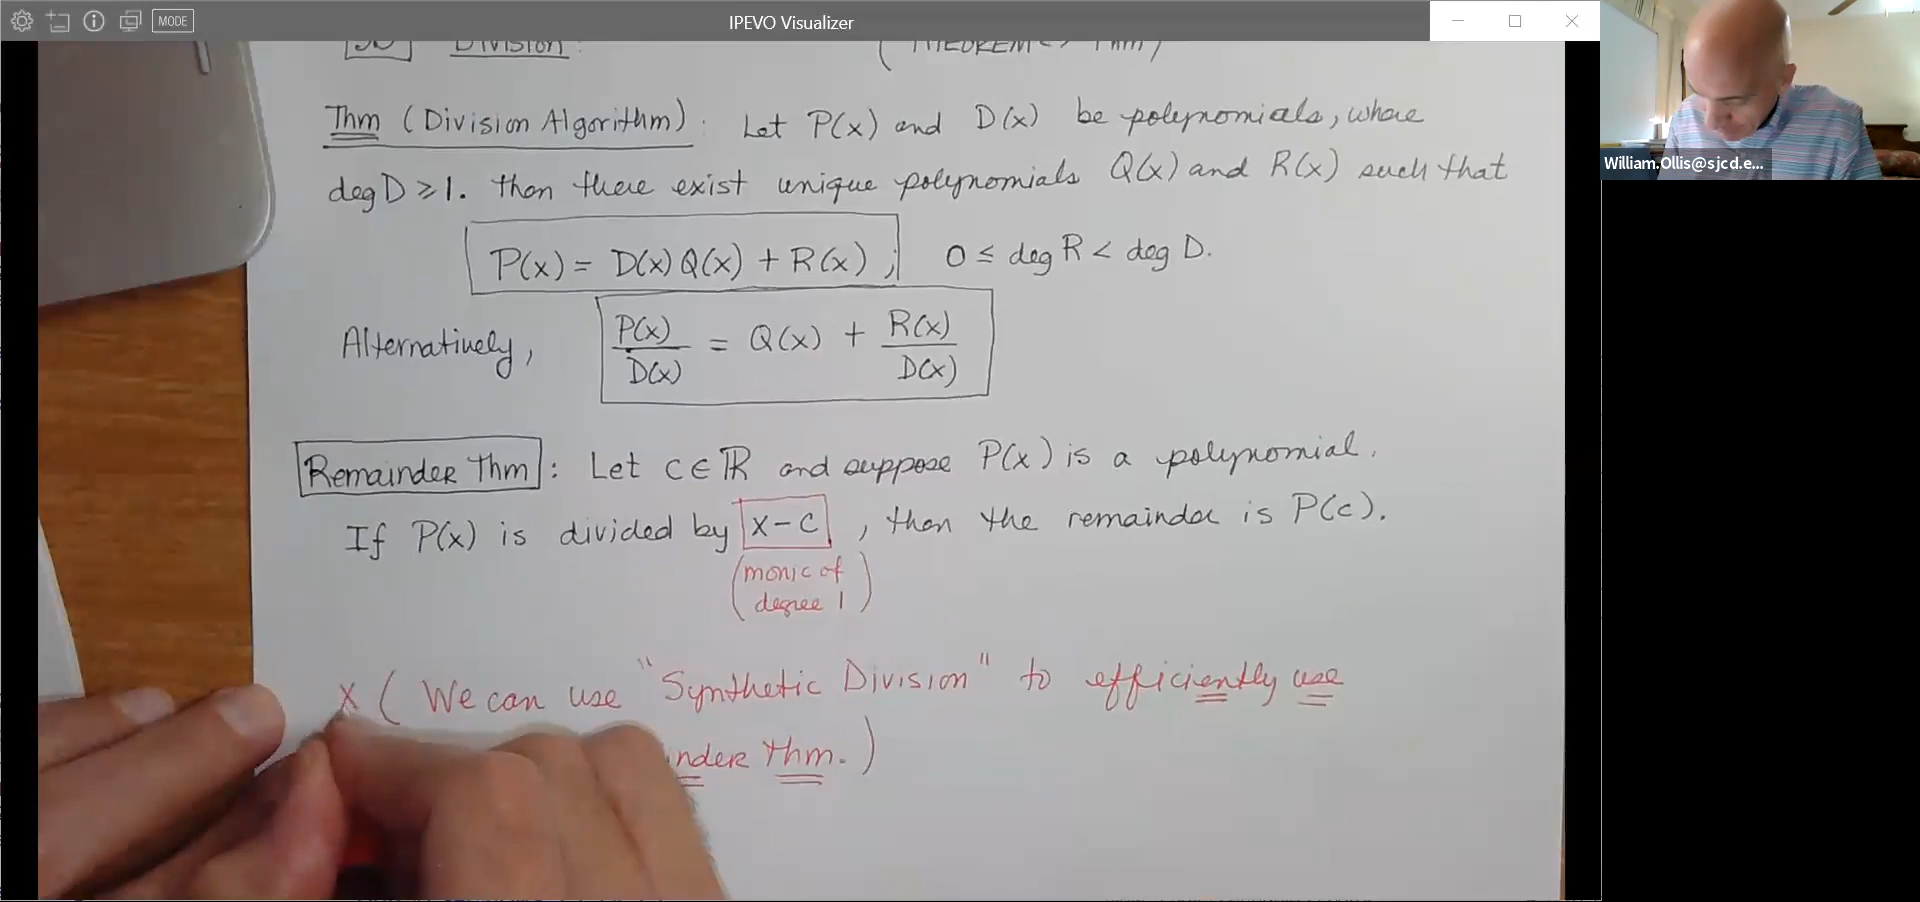 MODE
IPEVO Visualizer
Division:
(THEOREM <-> Thm)
Thm (Division Algorithm): Let P(x) and D(x) be polynomials, where
deg D ≥ 1. Then there exist unique polynomials Q(x) and R(x) such that
P(x) = D(x)Q(x) + R(x); 0 ≤ deg R < deg D.
Alternatively, P(x)/D(x) = Q(x) + R(x)/D(x)
Remainder Thm: Let c∈ℝ and suppose P(x) is a polynomial.
If P(x) is divided by x-c, then the remainder is P(c).
(monic of
degree 1)
(We can use "Synthetic Division" to efficiently use
nder thm.)
William.Ollis@sjcd.e...